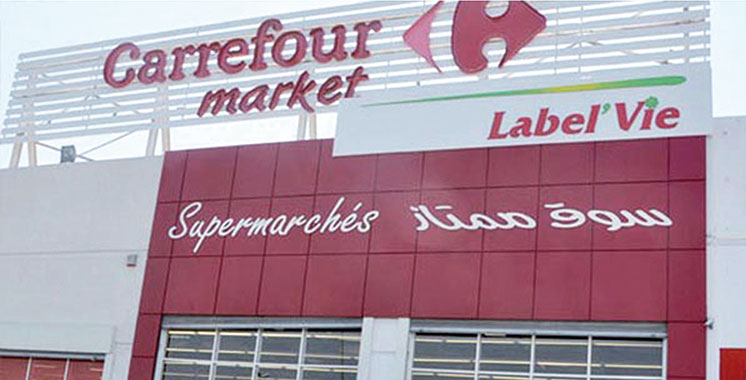 Carrefour
market
Label'Vie
Supermarchés سوق ممتاز